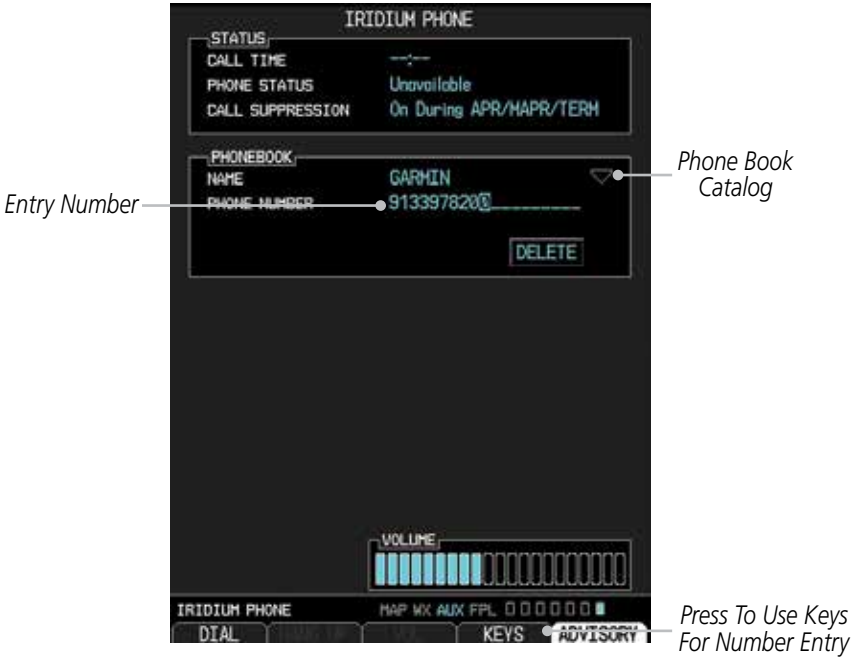 IRIDIUM PHONE
STATUS
CALL TIME --:--
PHONE STATUS Unavailable
CALL SUPPRESSION On During APR/MAPR/TERM
PHONEBOOK
NAME GARMIN
Phone Book
Catalog
Entry Number
PHONE NUMBER 9133978200_________
DELETE
VOLUME
IRIDIUM PHONE MAP WX AUX FPL
DIAL KEYS ADVISORY
Press To Use Keys
For Number Entry